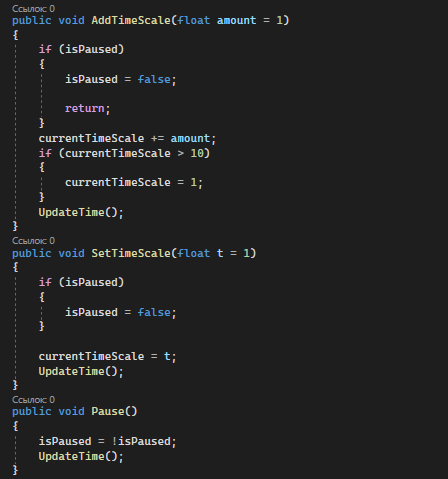 Ссылок: 0
public void AddTimeScale(float amount = 1)
{
    if (isPaused)
    {
        isPaused = false;

        return;
    }
    currentTimeScale += amount;
    if (currentTimeScale > 10)
    {
        currentTimeScale = 1;
    }
    UpdateTime();
}
Ссылок: 0
public void SetTimeScale(float t = 1)
{
    if (isPaused)
    {
        isPaused = false;
    }

    currentTimeScale = t;
    UpdateTime();
}
Ссылок: 0
public void Pause()
{
    isPaused = !isPaused;
    UpdateTime();
}